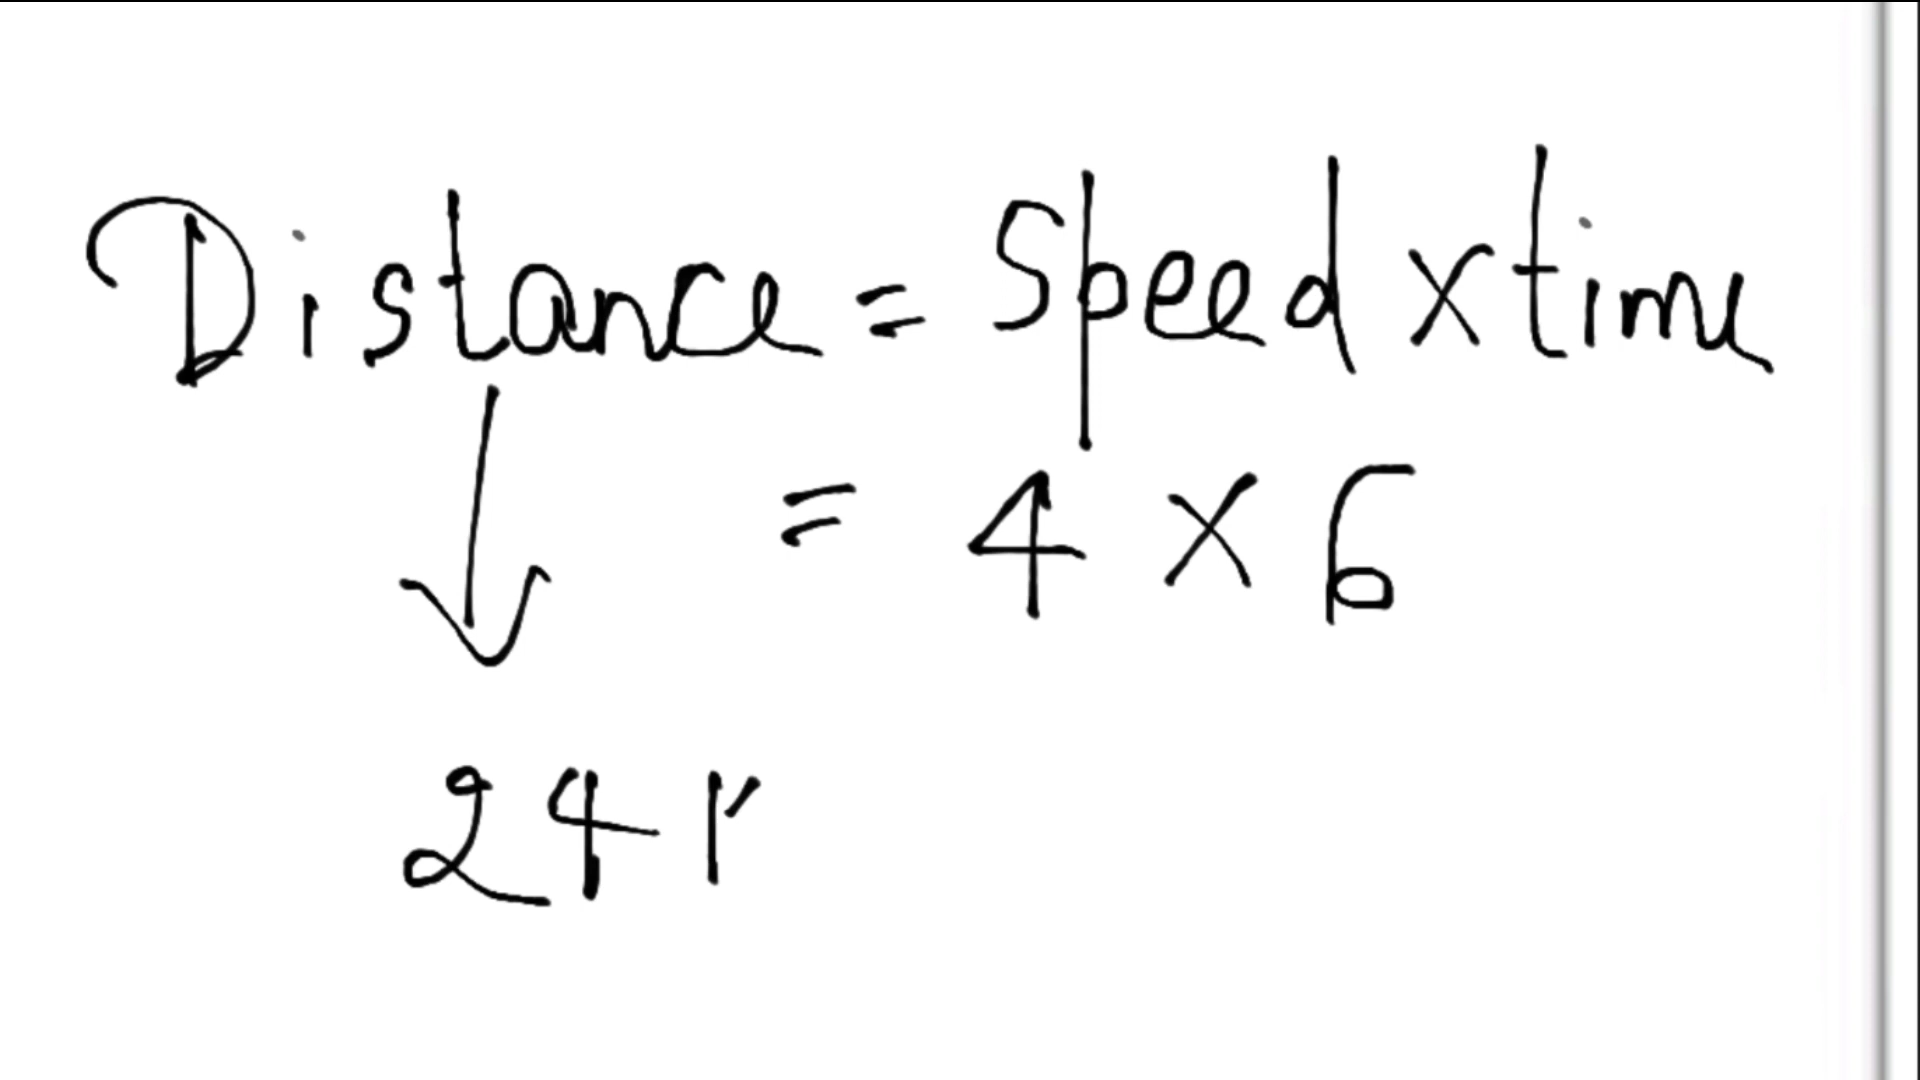 Distance = Speed x time
= 4 x 6
24